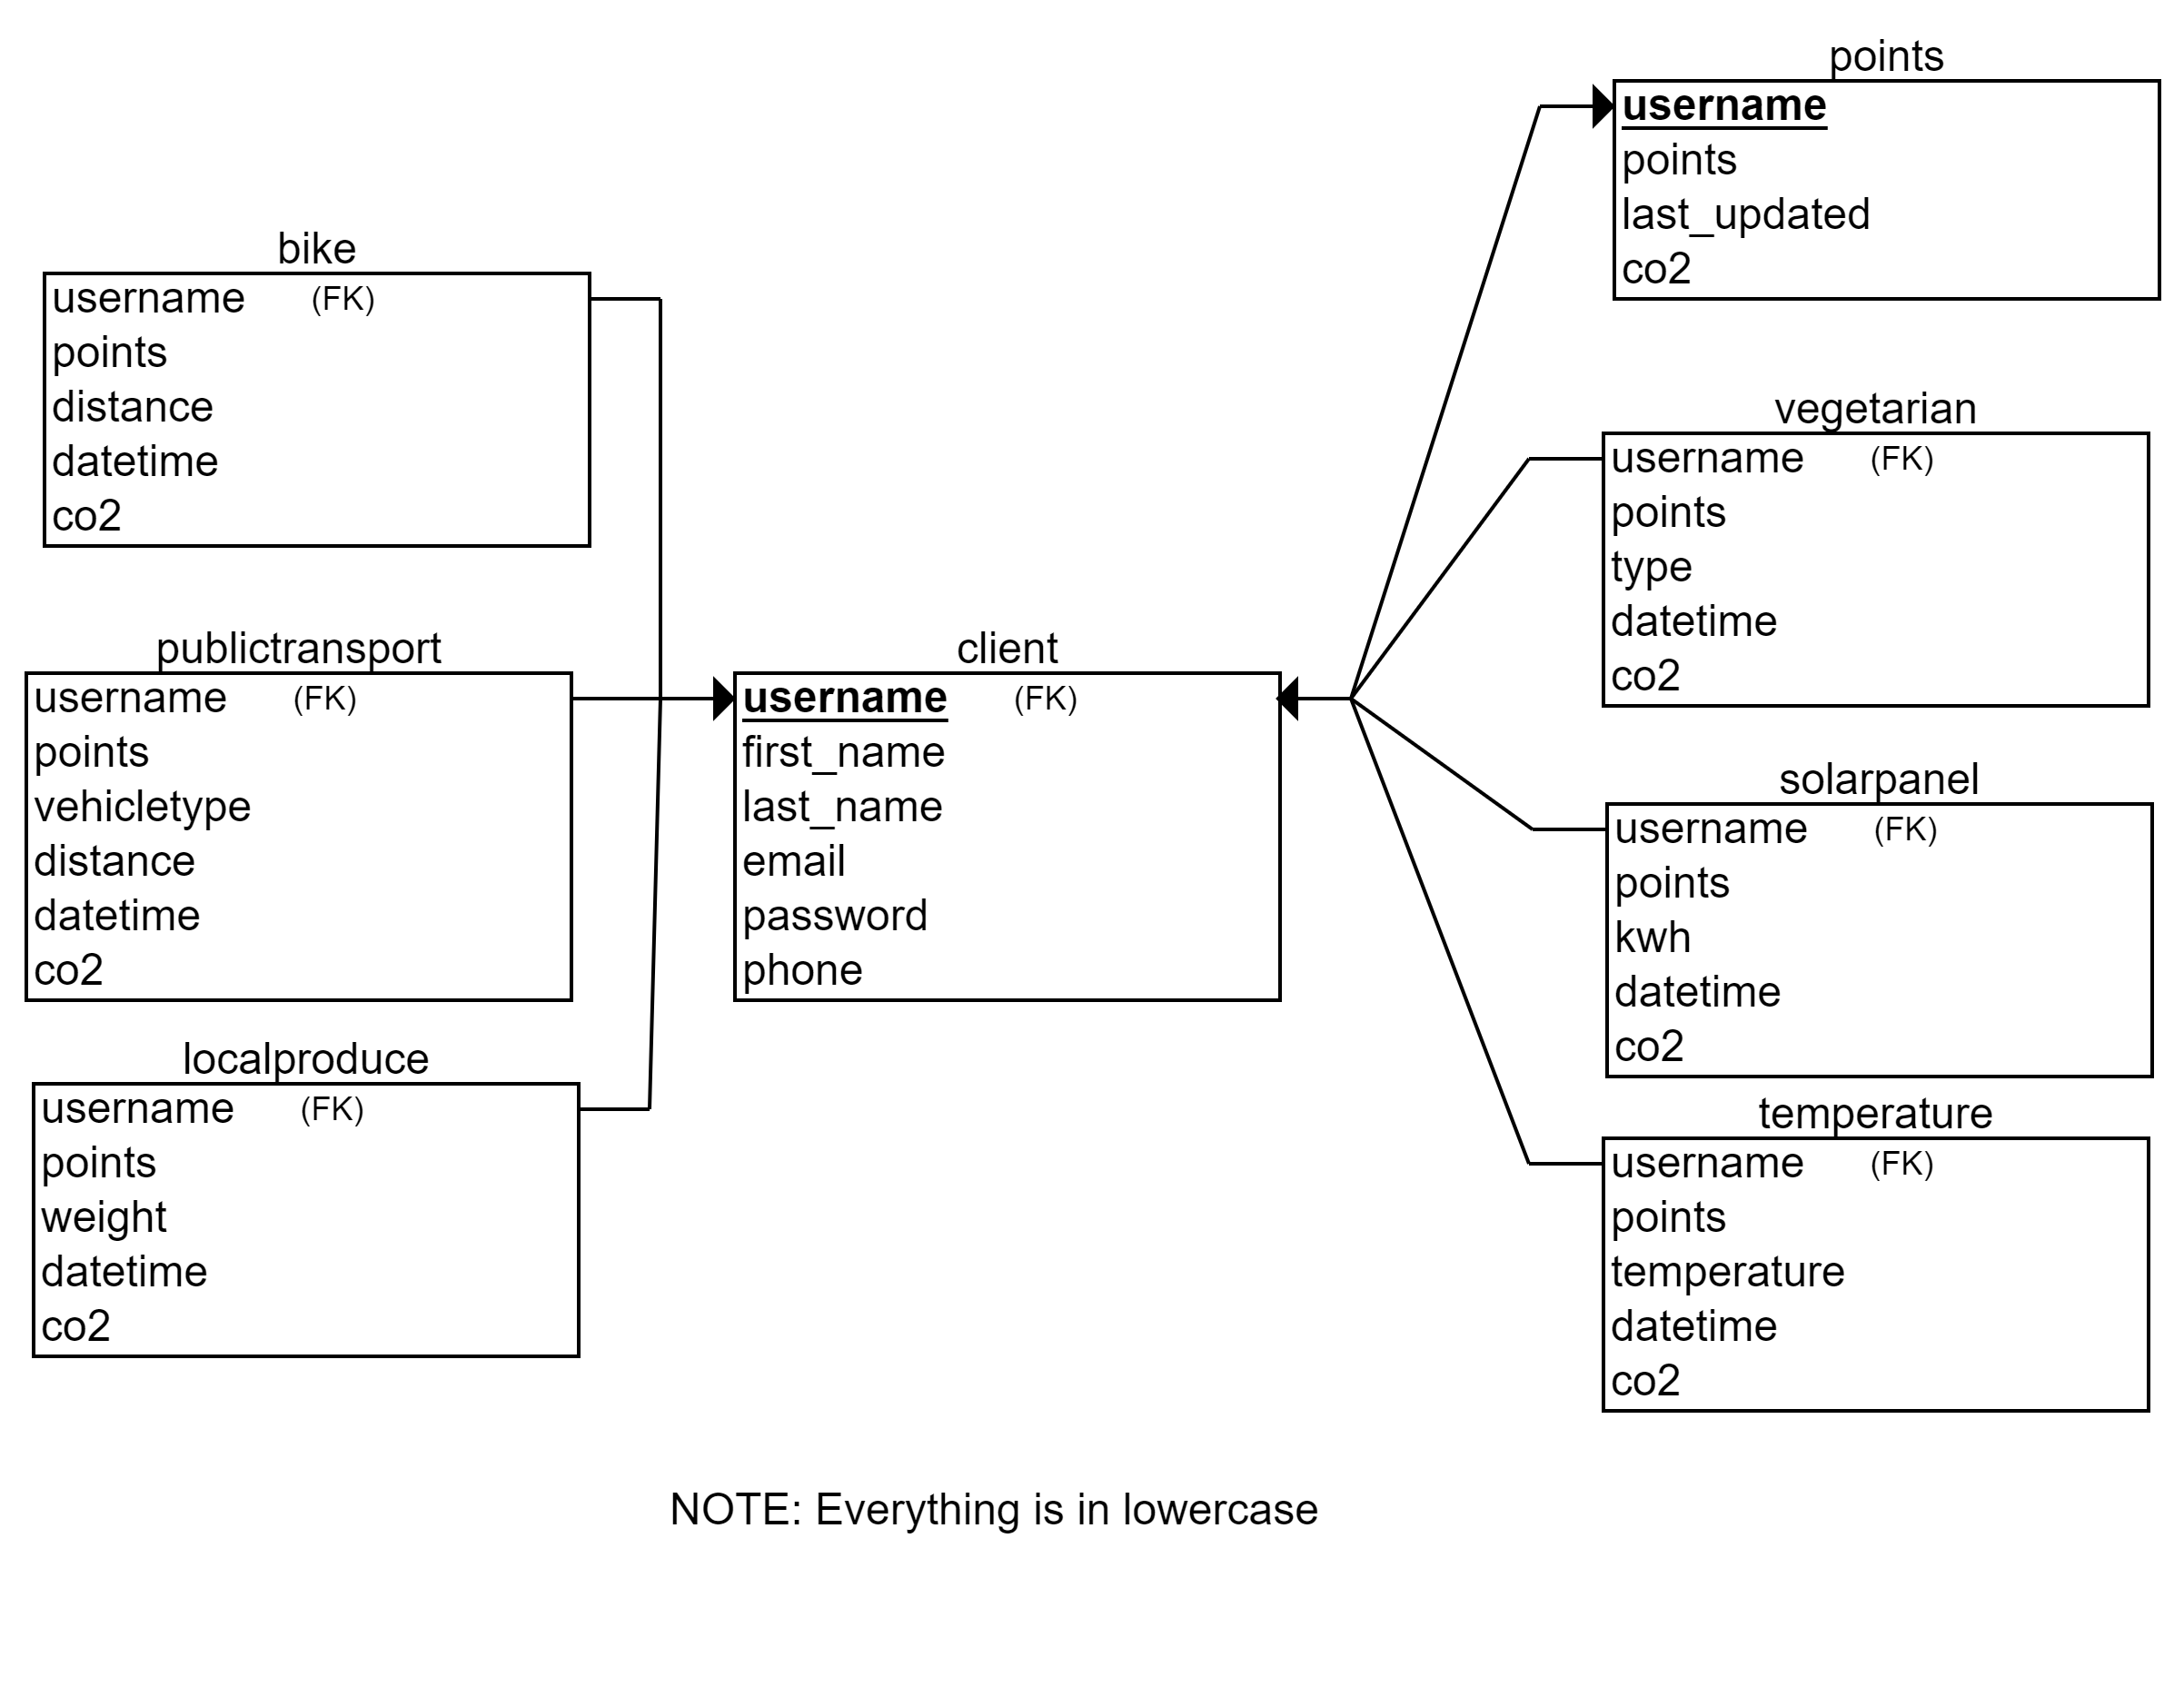 points
username
points
last_updated
co2
bike
username (FK)
points
distance
datetime
co2
vegetarian
username (FK)
points
type
datetime
co2
publictransport
username (FK)
points
vehicletype
distance
datetime
co2
client
username (FK)
first_name
last_name
email
password
phone
solarpanel
username (FK)
points
kwh
datetime
co2
localproduce
username (FK)
points
weight
datetime
co2
temperature
username (FK)
points
temperature
datetime
co2
NOTE: Everything is in lowercase